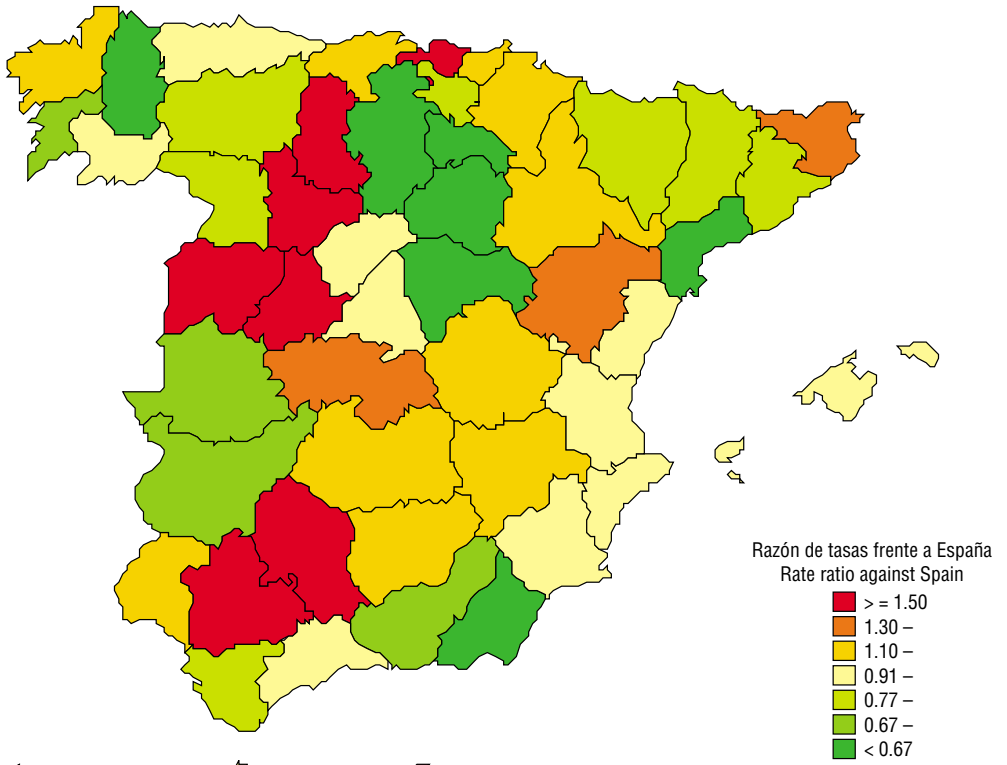 Razón de tasas frente a España
Rate ratio against Spain
> = 1.50
1.30 –
1.10 –
0.91 –
0.77 –
0.67 –
< 0.67